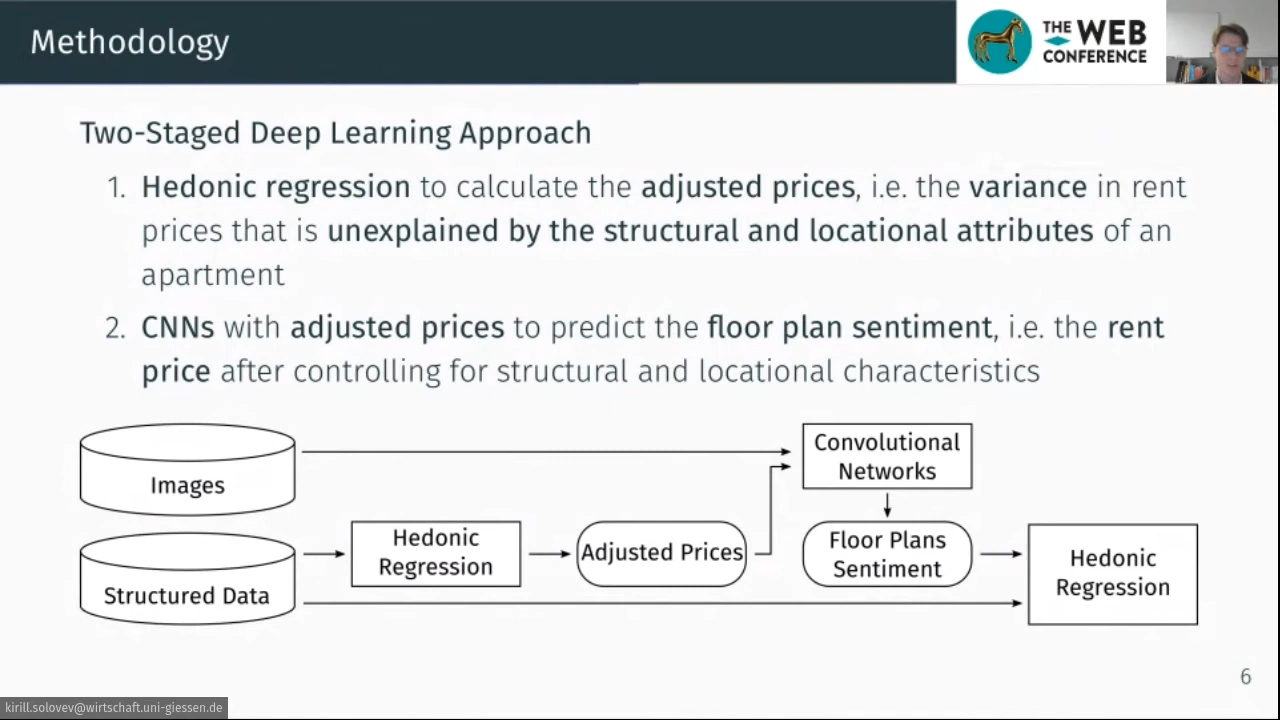 Methodology
THE WEB
CONFERENCE
Two-Staged Deep Learning Approach
1. Hedonic regression to calculate the adjusted prices, i.e. the variance in rent
prices that is unexplained by the structural and locational attributes of an
apartment
2. CNNs with adjusted prices to predict the floor plan sentiment, i.e. the rent
price after controlling for structural and locational characteristics
Images
Convolutional
Networks
Structured Data
Hedonic
Regression
Adjusted Prices
Floor Plans
Sentiment
Hedonic
Regression
6
kirill.solovev@wirtschaft.uni-giessen.de